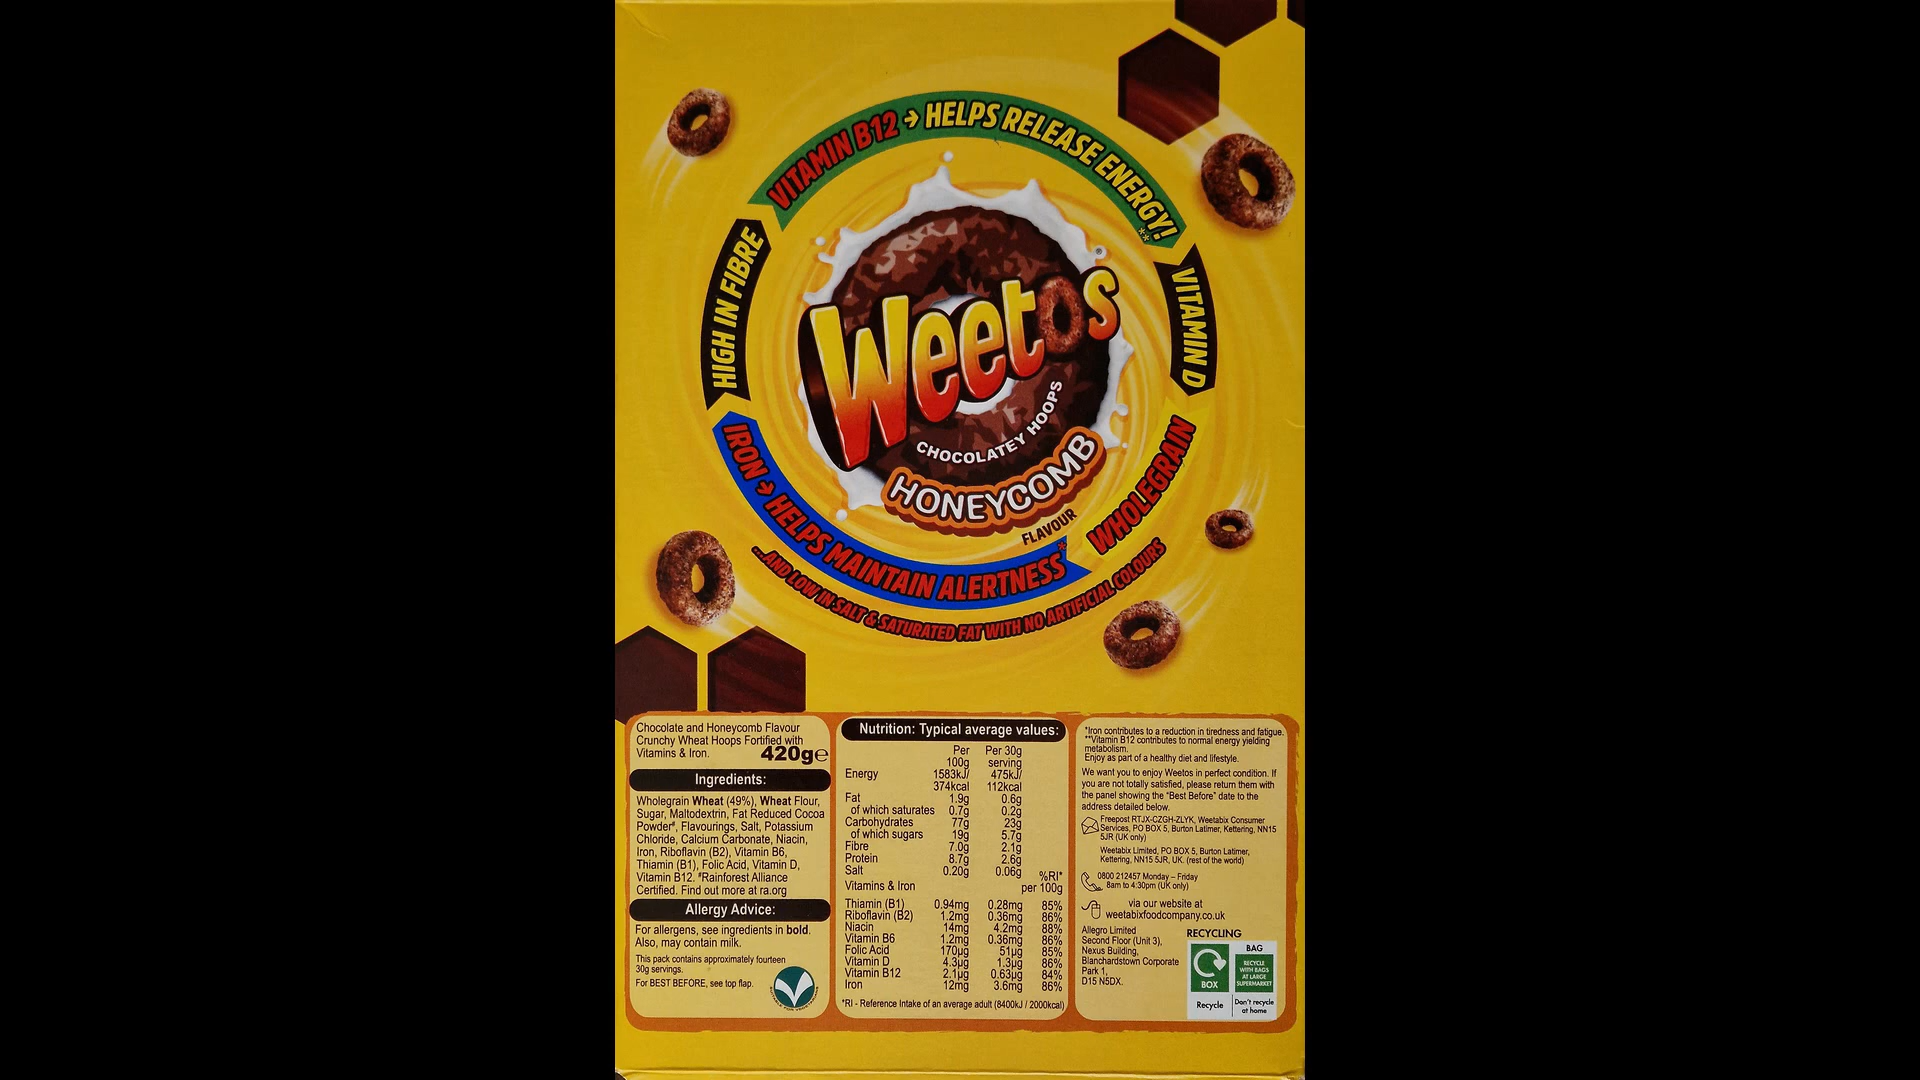 VITAMIN B12 → HELPS RELEASE ENERGY!**
HIGH IN FIBRE
VITAMIN D
Weetos
®
CHOCOLATEY HOOPS
HONEYCOMB
FLAVOUR
WHOLEGRAIN
IRON → HELPS MAINTAIN ALERTNESS*
...AND LOW IN SALT & SATURATED FAT WITH NO ARTIFICIAL COLOURS
Chocolate and Honeycomb Flavour
Crunchy Wheat Hoops Fortified with
Vitamins & Iron.
420g℮
Ingredients:
Wholegrain Wheat (49%), Wheat Flour,
Sugar, Maltodextrin, Fat Reduced Cocoa
Powder#, Flavourings, Salt, Potassium
Chloride, Calcium Carbonate, Niacin,
Iron, Riboflavin (B2), Vitamin B6,
Thiamin (B1), Folic Acid, Vitamin D,
Vitamin B12. #Rainforest Alliance
Certified. Find out more at ra.org
Allergy Advice:
For allergens, see ingredients in bold.
Also, may contain milk.
This pack contains approximately fourteen
30g servings.
For BEST BEFORE, see top flap.
Nutrition: Typical average values:
Per Per 30g
100g serving
Energy 1583kJ/ 475kJ/
374kcal 112kcal
Fat 1.9g 0.6g
of which saturates 0.7g 0.2g
Carbohydrates 77g 23g
of which sugars 19g 5.7g
Fibre 7.0g 2.1g
Protein 8.7g 2.6g
Salt 0.20g 0.06g
%RI*
Vitamins & Iron per 100g
Thiamin (B1) 0.94mg 0.28mg 85%
Riboflavin (B2) 1.2mg 0.36mg 86%
Niacin 14mg 4.2mg 88%
Vitamin B6 1.2mg 0.36mg 86%
Folic Acid 170µg 51µg 85%
Vitamin D 4.3µg 1.3µg 86%
Vitamin B12 2.1µg 0.63µg 84%
Iron 12mg 3.6mg 86%
*RI - Reference Intake of an average adult (8400kJ / 2000kcal)
*Iron contributes to a reduction in tiredness and fatigue.
**Vitamin B12 contributes to normal energy yielding
metabolism.
Enjoy as part of a healthy diet and lifestyle.
We want you to enjoy Weetos in perfect condition. If
you are not totally satisfied, please return them with
the panel showing the "Best Before" date to the
address detailed below.
Freepost RTJX-CZGH-ZLYK, Weetabix Consumer
Services, PO BOX 5, Burton Latimer, Kettering, NN15
5JR (UK only)
Weetabix Limited, PO BOX 5, Burton Latimer,
Kettering, NN15 5JR, UK. (rest of the world)
0800 212457 Monday – Friday
8am to 4:30pm (UK only)
via our website at
weetabixfoodcompany.co.uk
Allegro Limited
Second Floor (Unit 3),
Nexus Building,
Blanchardstown Corporate
Park 1,
D15 N5DX.
RECYCLING
BOX
Recycle
BAG
RECYCLE
WITH BAGS
AT LARGE
SUPERMARKET
Don't recycle
at home